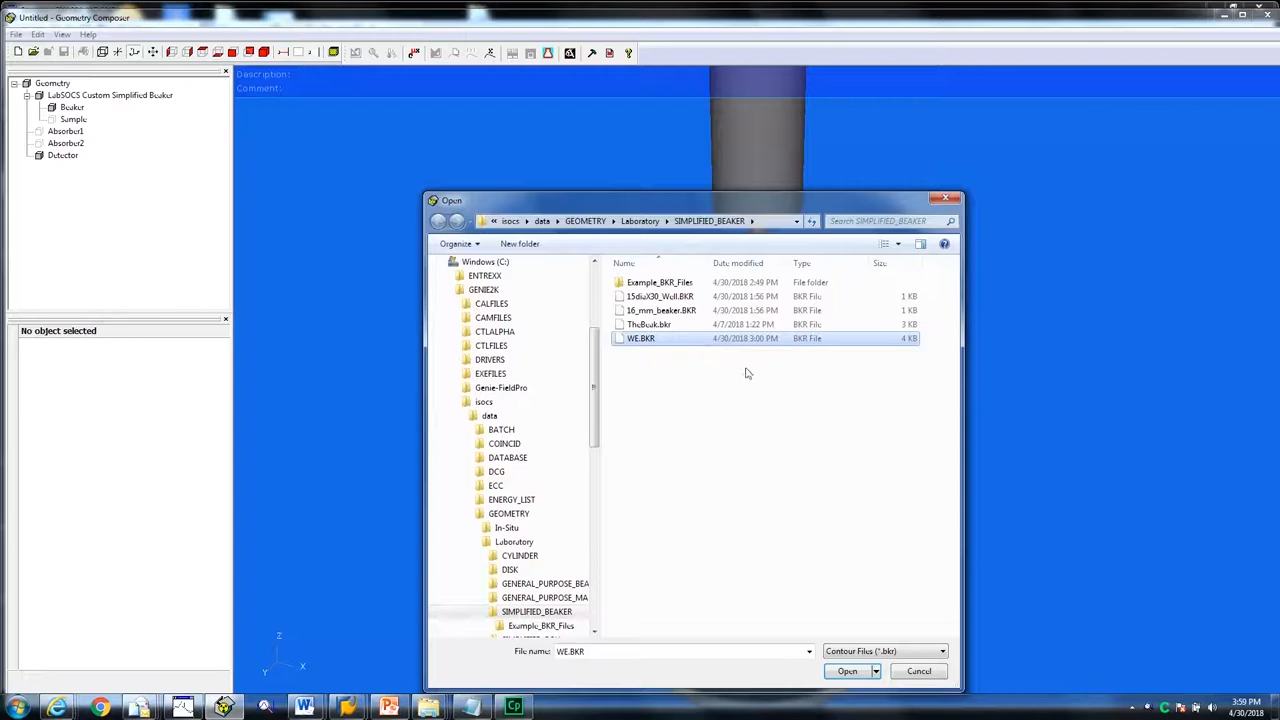 Untitled - Geometry Composer
File Edit View Help
Description:
Comment:
Geometry
LabSOCS Custom Simplified Beaker
Beaker
Sample
Absorber1
Absorber2
Detector
No object selected
Open
« isocs data GEOMETRY Laboratory SIMPLIFIED_BEAKER
Search SIMPLIFIED_BEAKER
Organize New folder
Windows (C:)
ENTREXX
GENIE2K
CALFILES
CAMFILES
CTLALPHA
CTLFILES
DRIVERS
EXEFILES
Genie-FieldPro
isocs
data
BATCH
COINCID
DATABASE
DCG
ECC
ENERGY_LIST
GEOMETRY
In-Situ
Laboratory
CYLINDER
DISK
GENERAL_PURPOSE_BEA
GENERAL_PURPOSE_MA
SIMPLIFIED_BEAKER
Example_BKR_Files
Name Date modified Type Size
Example_BKR_Files 4/30/2018 2:49 PM File folder
15diaX30_Well.BKR 4/30/2018 1:56 PM BKR File 1 KB
16_mm_beaker.BKR 4/30/2018 1:56 PM BKR File 1 KB
TheBeak.bkr 4/7/2018 1:22 PM BKR File 3 KB
WE.BKR 4/30/2018 3:00 PM BKR File 4 KB
File name: WE.BKR Contour Files (*.bkr)
Open Cancel
Z
Y X
3:59 PM
4/30/2018